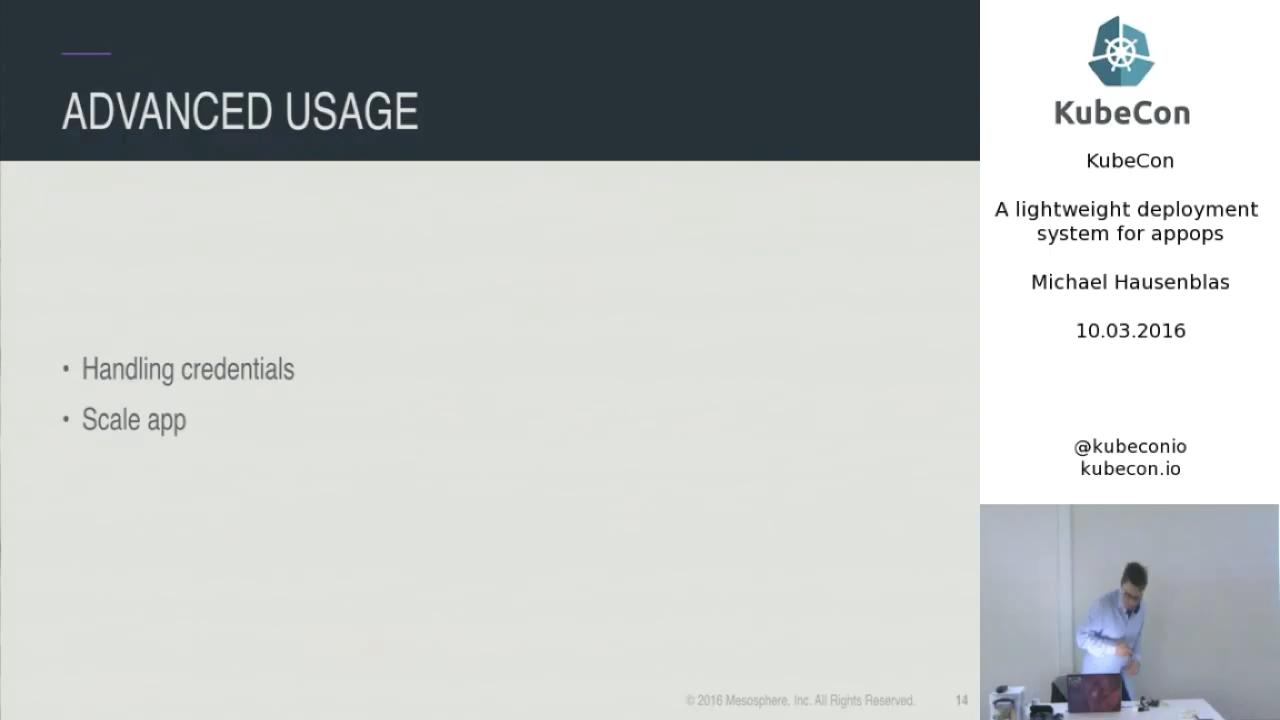 ADVANCED USAGE
• Handling credentials
• Scale app
© 2016 Mesosphere, Inc. All Rights Reserved.
14
KubeCon
KubeCon
A lightweight deployment
system for appops
Michael Hausenblas
10.03.2016
@kubeconio
kubecon.io